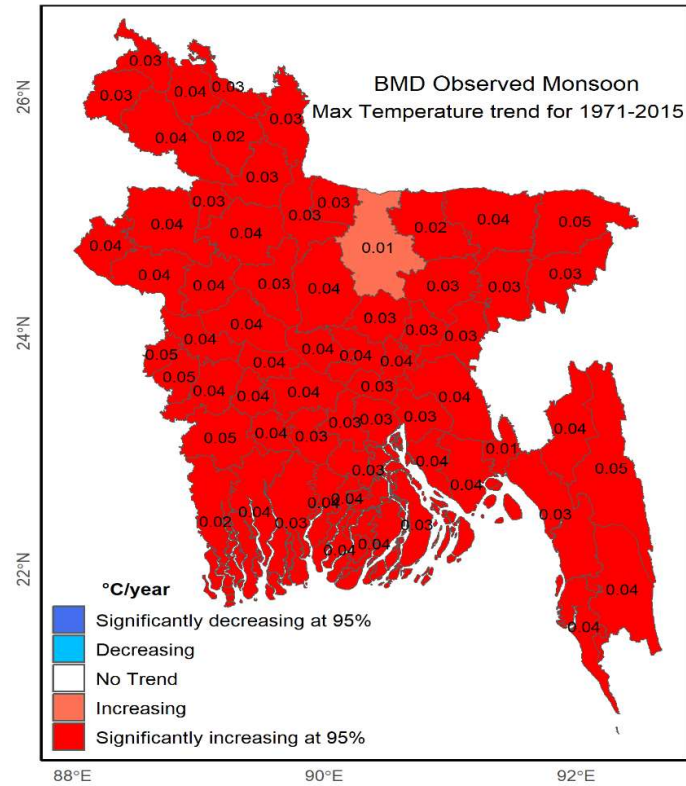 BMD Observed Monsoon
Max Temperature trend for 1971-2015
26°N
24°N
22°N
0.03
0.03 0.04 0.03
0.03
0.04 0.02
0.03
0.03 0.03 0.03
0.04 0.04 0.01 0.02 0.04 0.05
0.04
0.04 0.04 0.03 0.04 0.03 0.03 0.03
0.04 0.03 0.03 0.03
0.04 0.04 0.04 0.04
0.05 0.04
0.05 0.04 0.04 0.04 0.03 0.04
0.05 0.04 0.03 0.03 0.03 0.03 0.04
0.01
0.03 0.04 0.05
0.04
0.02 0.04 0.03 0.04 0.04 0.03 0.03
0.04 0.04
0.04
0.04
°C/year
Significantly decreasing at 95%
Decreasing
No Trend
Increasing
Significantly increasing at 95%
88°E 90°E 92°E